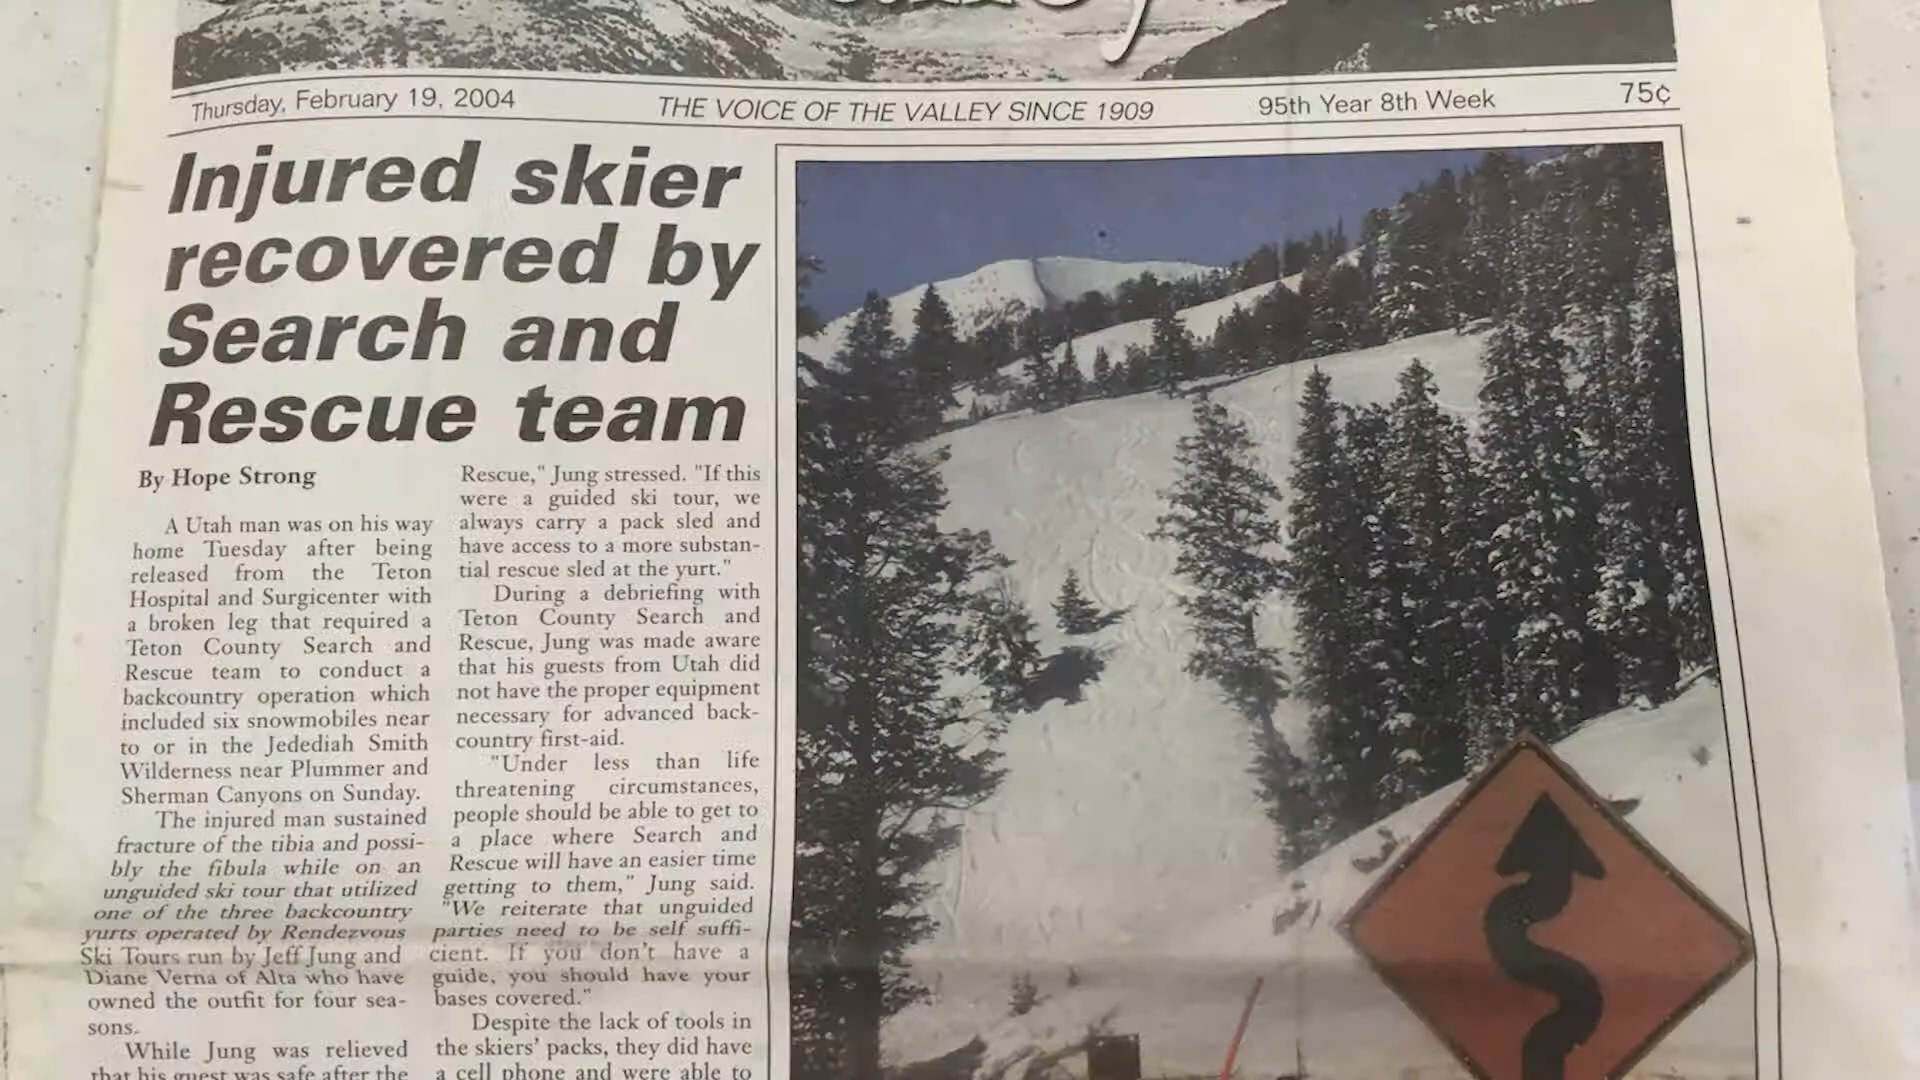 Thursday, February 19, 2004
THE VOICE OF THE VALLEY SINCE 1909
95th Year 8th Week
75¢
Injured skier
recovered by
Search and
Rescue team
By Hope Strong
A Utah man was on his way
home Tuesday after being
released from the Teton
Hospital and Surgicenter with
a broken leg that required a
Teton County Search and
Rescue team to conduct a
backcountry operation which
included six snowmobiles near
to or in the Jedediah Smith
Wilderness near Plummer and
Sherman Canyons on Sunday.
The injured man sustained
fracture of the tibia and possi-
bly the fibula while on an
unguided ski tour that utilized
one of the three backcountry
yurts operated by Rendezvous
Ski Tours run by Jeff Jung and
Diane Verna of Alta who have
owned the outfit for four sea-
sons.
While Jung was relieved
that his guest was safe after the
Rescue," Jung stressed. "If this
were a guided ski tour, we
always carry a pack sled and
have access to a more substan-
tial rescue sled at the yurt."
During a debriefing with
Teton County Search and
Rescue, Jung was made aware
that his guests from Utah did
not have the proper equipment
necessary for advanced back-
country first-aid.
"Under less than life
threatening circumstances,
people should be able to get to
a place where Search and
Rescue will have an easier time
getting to them," Jung said.
"We reiterate that unguided
parties need to be self suffi-
cient. If you don't have a
guide, you should have your
bases covered."
Despite the lack of tools in
the skiers' packs, they did have
a cell phone and were able to